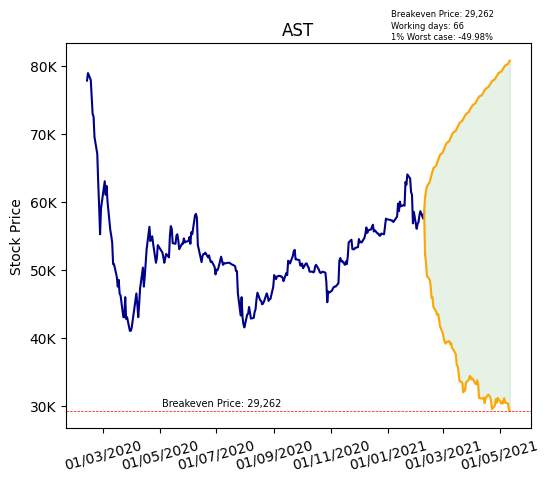 Breakeven Price: 29,262
Working days: 66
1% Worst case: -49.98%
AST
80K
70K
60K
50K
40K
30K
Stock Price
Breakeven Price: 29,262
01/03/2020
01/05/2020
01/07/2020
01/09/2020
01/11/2020
01/01/2021
01/03/2021
01/05/2021